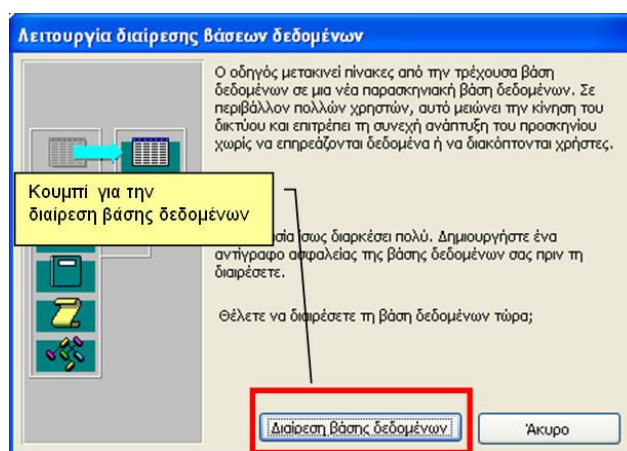 Λειτουργία διαίρεσης βάσεων δεδομένων
Ο οδηγός μετακινεί πίνακες από την τρέχουσα βάση
δεδομένων σε μια νέα παρασκηνιακή βάση δεδομένων. Σε
περιβάλλον πολλών χρηστών, αυτό μειώνει την κίνηση του
δικτύου και επιτρέπει τη συνεχή ανάπτυξη του προσκηνίου
χωρίς να επηρεάζονται δεδομένα ή να διακόπτονται χρήστες.
Κουμπί για την
διαίρεση βάσης δεδομένων
ίσως διαρκέσει πολύ. Δημιουργήστε ένα
αντίγραφο ασφαλείας της βάσης δεδομένων σας πριν τη
διαιρέσετε.
Θέλετε να διαιρέσετε τη βάση δεδομένων τώρα;
Διαίρεση βάσης δεδομένων
Άκυρο